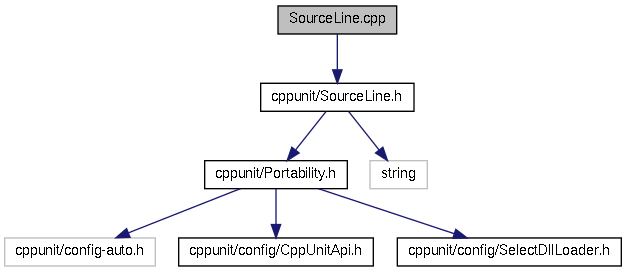 SourceLine.cpp
cppunit/SourceLine.h
cppunit/Portability.h
string
cppunit/config-auto.h
cppunit/config/CppUnitApi.h
cppunit/config/SelectDllLoader.h